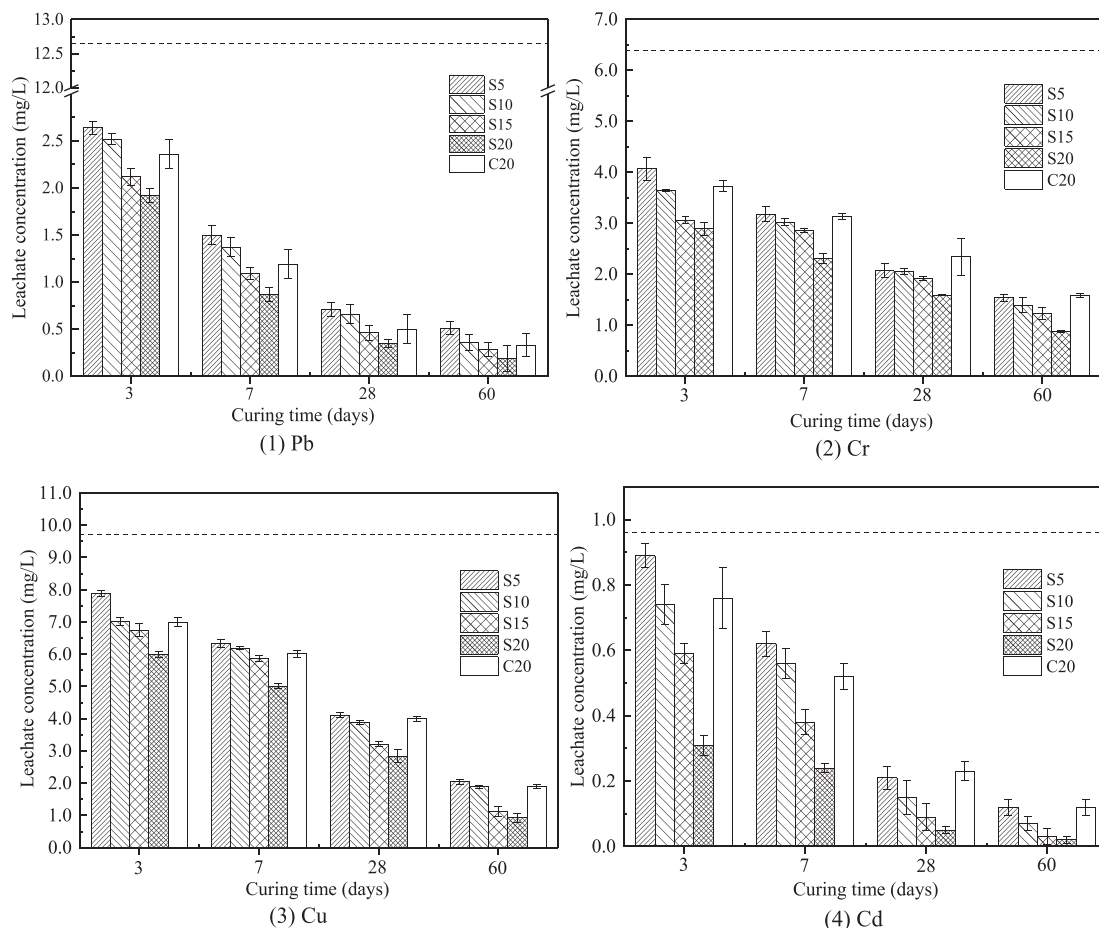 13.0
12.5
12.0
2.5
2.0
1.5
1.0
0.5
0.0
Leachate concentration (mg/L)
S5
S10
S15
S20
C20
3 7 28 60
Curing time (days)
(1) Pb
7.0
6.0
5.0
4.0
3.0
2.0
1.0
0.0
Leachate concentration (mg/L)
S5
S10
S15
S20
C20
3 7 28 60
Curing time (days)
(2) Cr
11.0
10.0
9.0
8.0
7.0
6.0
5.0
4.0
3.0
2.0
1.0
0.0
Leachate concentration (mg/L)
S5
S10
S15
S20
C20
3 7 28 60
Curing time (days)
(3) Cu
1.0
0.8
0.6
0.4
0.2
0.0
Leachate concentration (mg/L)
S5
S10
S15
S20
C20
3 7 28 60
Curing time (days)
(4) Cd